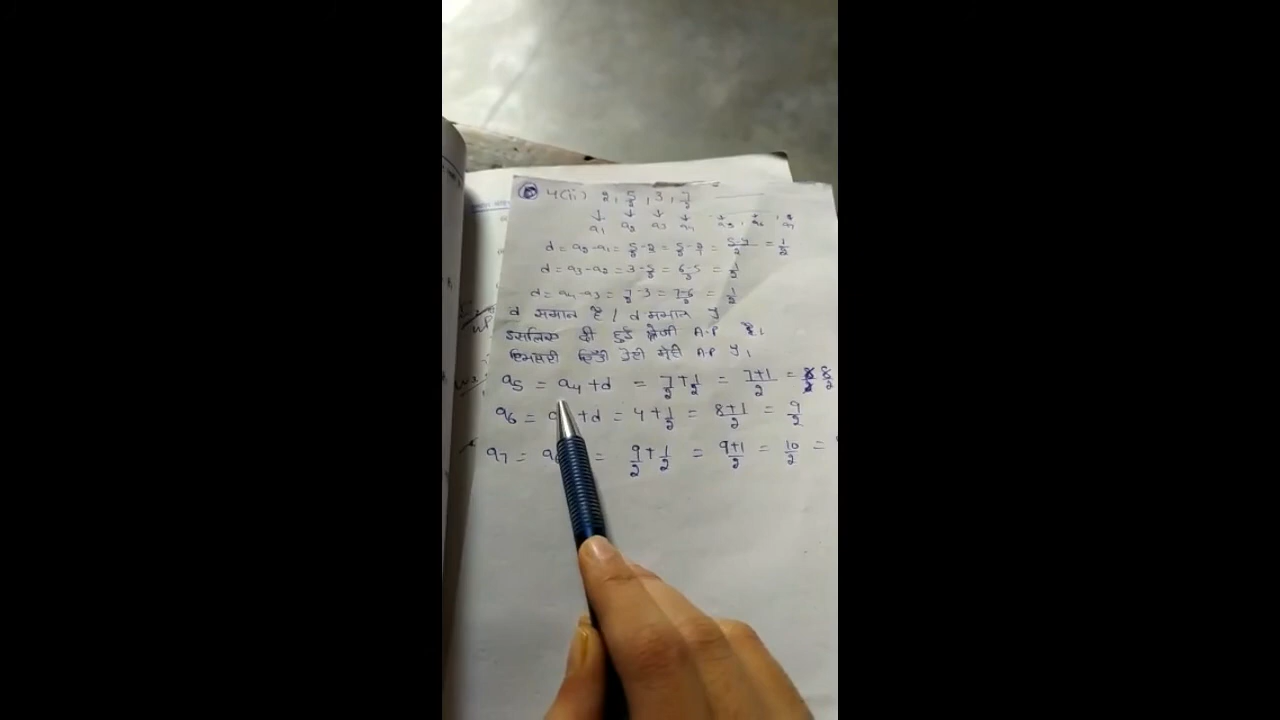 4(ii) 2, 5/2, 3, 7/2
↓ ↓ ↓ ↓ ↓ ↓
a1 a2 a3 a4 a5, a6, a7
d = a2-a1 = 5/2 - 2 = 5/2 - 2/1 = 5-4/2 = 1/2
d = a3-a2 = 3 - 5/2 = 6-5/2 = 1/2
d = a4-a3 = 7/2 - 3 = 7-6/2 = 1/2
d समान है / d समान
दी हुई A.P है।
A.P
a5 = a4 + d = 7/2 + 1/2 = 7+1/2 = 8/2
a6 = + d = 4 + 1/2 = 8+1/2 = 9/2
a7 = = 9/2 + 1/2 = 9+1/2 = 10/2 =